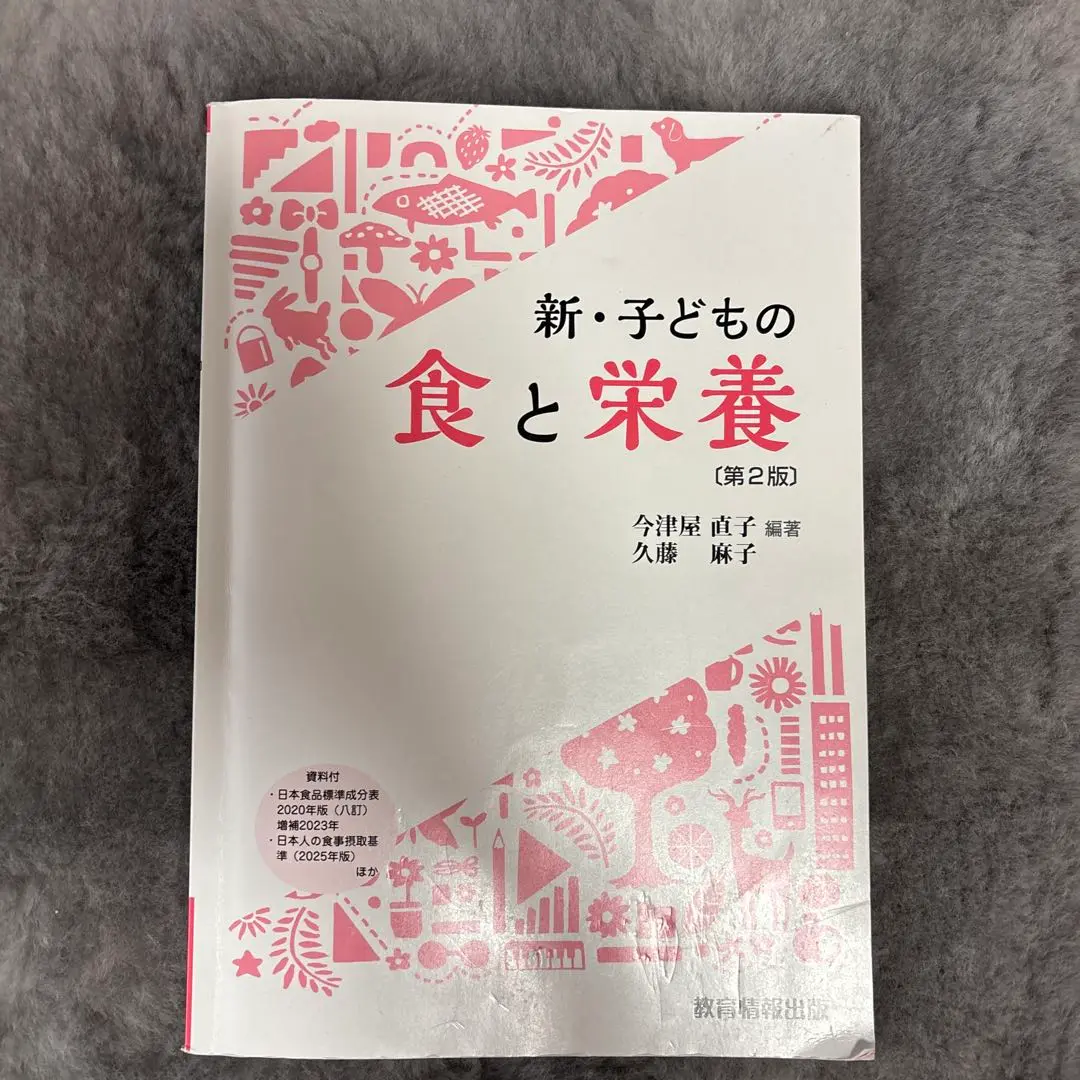 新・子どもの
食と栄養
〔第2版〕
今津屋 直子 編著
久藤 麻子
資料付
・日本食品標準成分表
2020年版（八訂）
増補2023年
・日本人の食事摂取基
準（2025年版）
ほか
教育情報出版